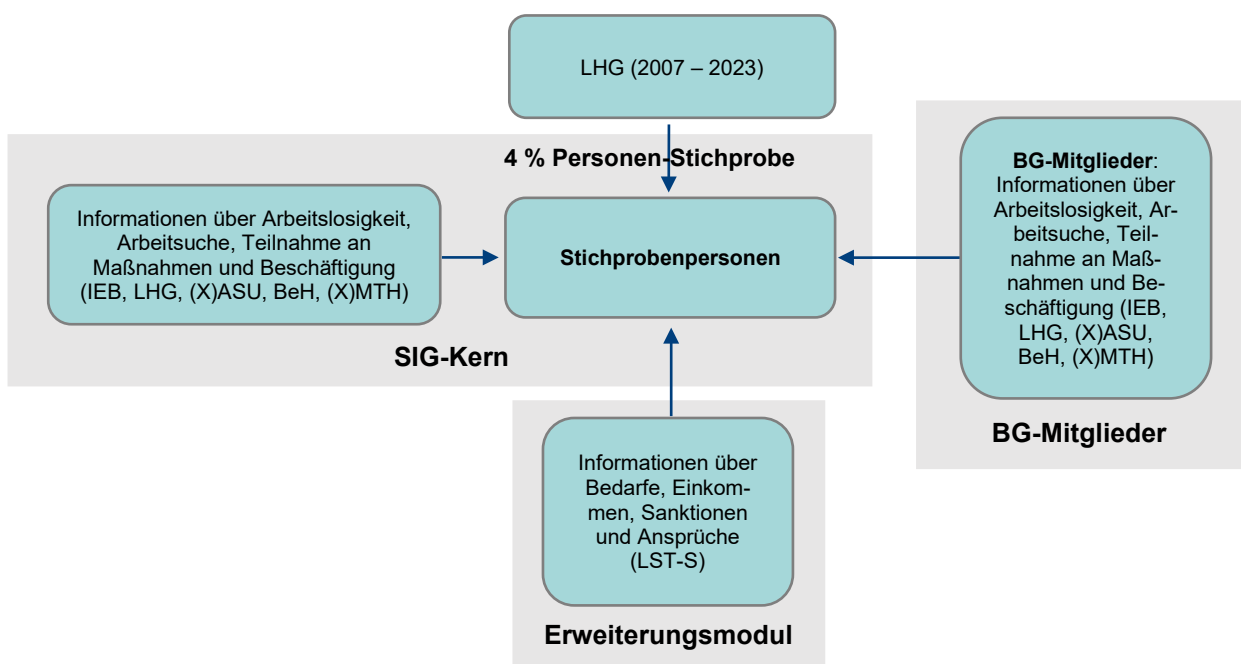 LHG (2007 – 2023)
4 % Personen-Stichprobe
Informationen über Arbeitslosigkeit,
Arbeitsuche, Teilnahme an
Maßnahmen und Beschäftigung
(IEB, LHG, (X)ASU, BeH, (X)MTH)
Stichprobenpersonen
SIG-Kern
BG-Mitglieder:
Informationen über
Arbeitslosigkeit, Ar-
beitsuche, Teil-
nahme an Maß-
nahmen und Be-
schäftigung (IEB,
LHG, (X)ASU,
BeH, (X)MTH)
BG-Mitglieder
Informationen über
Bedarfe, Einkom-
men, Sanktionen
und Ansprüche
(LST-S)
Erweiterungsmodul